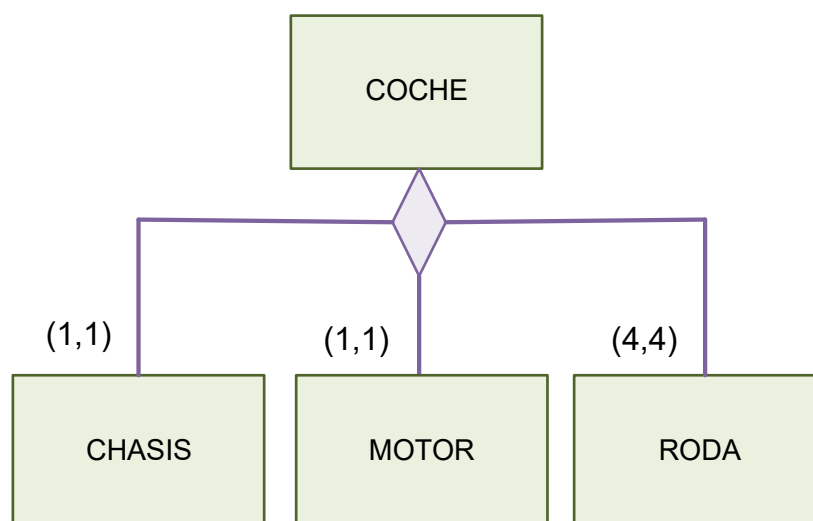 COCHE
(1,1)
(1,1)
(4,4)
CHASIS
MOTOR
RODA